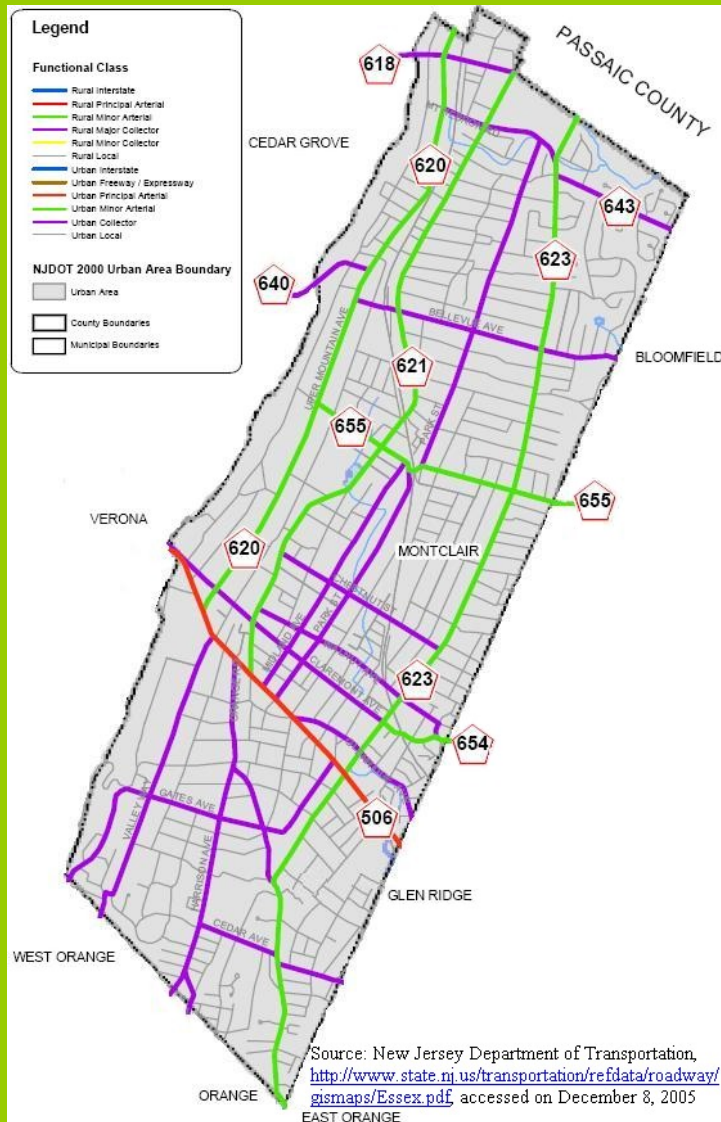 Legend
Functional Class
Rural Interstate
Rural Principal Arterial
Rural Minor Arterial
Rural Major Collector
Rural Minor Collector
Rural Local
Urban Interstate
Urban Freeway / Expressway
Urban Principal Arterial
Urban Minor Arterial
Urban Collector
Urban Local
NJDOT 2000 Urban Area Boundary
Urban Area
County Boundaries
Municipal Boundaries
PASSAIC COUNTY
618
CEDAR GROVE
620
643
623
640
BELLEVUE AVE
BLOOMFIELD
UPPER MOUNTAIN AVE
621
PARK ST
655
655
VERONA
620
MONTCLAIR
CHESTNUT ST
PARK ST
MIDLAND AVE
CLAREMONT AVE
623
654
GATES AVE
VALLEY WAY
506
HARRISON AVE
GLEN RIDGE
CEDAR AVE
WEST ORANGE
ORANGE
EAST ORANGE
Source: New Jersey Department of Transportation,
http://www.state.nj.us/transportation/refdata/roadway/
gismaps/Essex.pdf, accessed on December 8, 2005